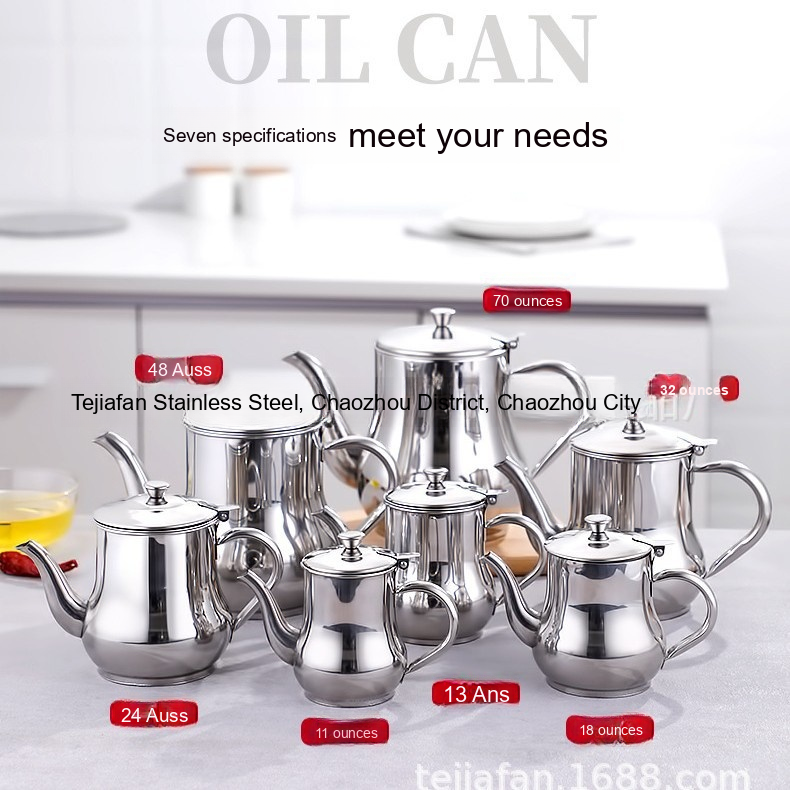 OIL CAN
Seven specifications meet your needs
70 ounces
48 Auss
32 ounces
Tejiafan Stainless Steel, Chaozhou District, Chaozhou City
13 Ans
24 Auss
18 ounces
11 ounces
tejiafan.1688.com